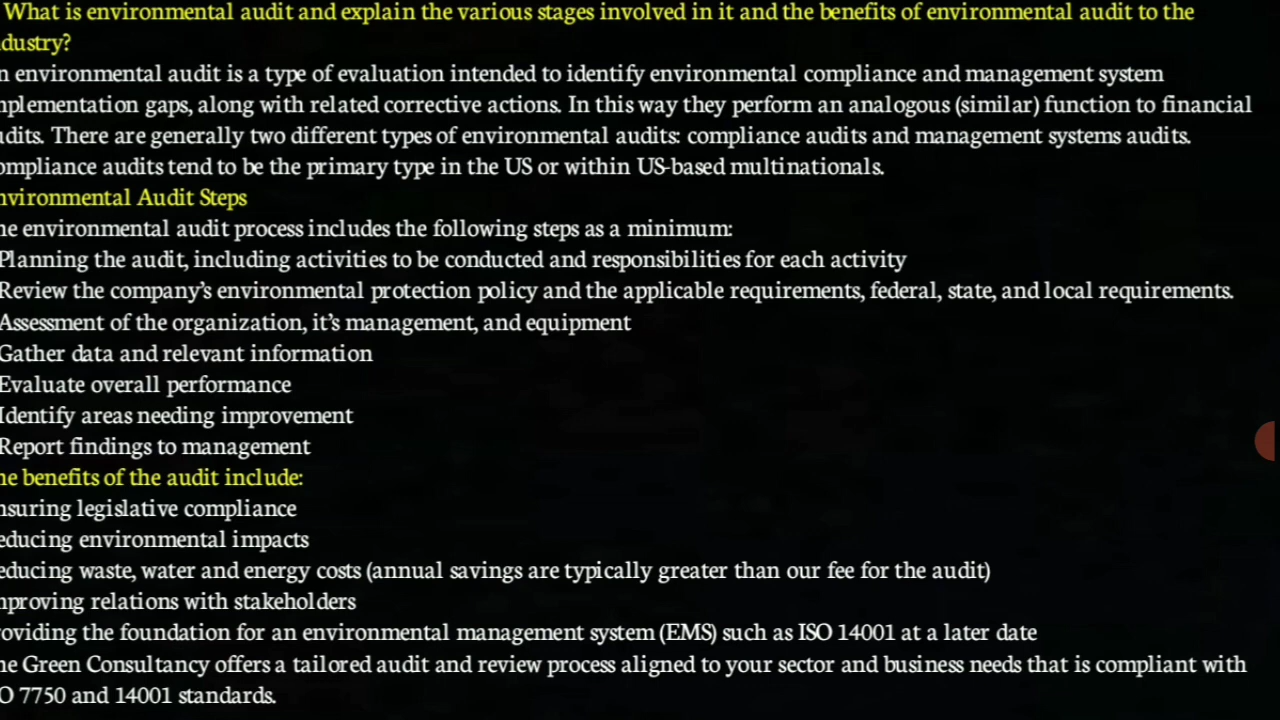 What is environmental audit and explain the various stages involved in it and the benefits of environmental audit to the
dustry?
n environmental audit is a type of evaluation intended to identify environmental compliance and management system
nplementation gaps, along with related corrective actions. In this way they perform an analogous (similar) function to financial
udits. There are generally two different types of environmental audits: compliance audits and management systems audits.
ompliance audits tend to be the primary type in the US or within US-based multinationals.
nvironmental Audit Steps
he environmental audit process includes the following steps as a minimum:
Planning the audit, including activities to be conducted and responsibilities for each activity
Review the company’s environmental protection policy and the applicable requirements, federal, state, and local requirements.
Assessment of the organization, it’s management, and equipment
Gather data and relevant information
Evaluate overall performance
Identify areas needing improvement
Report findings to management
he benefits of the audit include:
nsuring legislative compliance
educing environmental impacts
educing waste, water and energy costs (annual savings are typically greater than our fee for the audit)
nproving relations with stakeholders
roviding the foundation for an environmental management system (EMS) such as ISO 14001 at a later date
he Green Consultancy offers a tailored audit and review process aligned to your sector and business needs that is compliant with
O 7750 and 14001 standards.